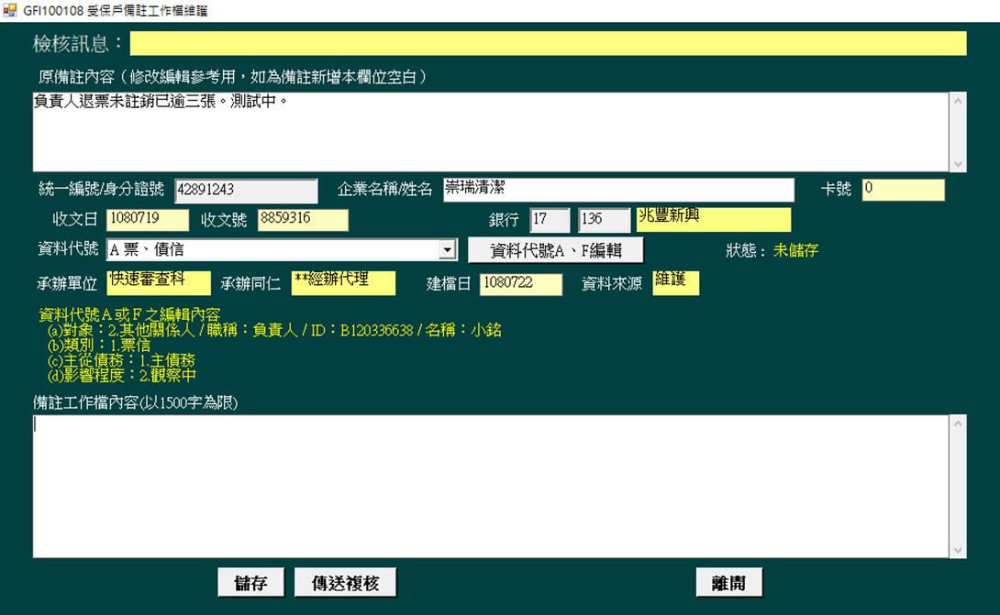 GFI100108 受保戶備註工作檔維護
檢核訊息：
原備註內容（修改編輯參考用，如為備註新增本欄位空白）
負責人退票未註銷已逾三張。測試中。
統一編號/身分證號 42891243 企業名稱/姓名 崇瑞清潔 卡號 0
收文日 1080719 收文號 8859316 銀行 17 136 兆豐新興
資料代號 A 票、債信 資料代號A、F編輯 狀態： 未儲存
承辦單位 快速審查科 承辦同仁 **經辦代理 建檔日 1080722 資料來源 維護
資料代號Ａ或Ｆ之編輯內容
(a)對象：2.其他關係人 / 職稱：負責人 / ID：B120336638 / 名稱：小銘
(b)類別：1.票信
(c)主從債務：1.主債務
(d)影響程度：2.觀察中
備註工作檔內容(以1500字為限)
儲存 傳送複核 離開